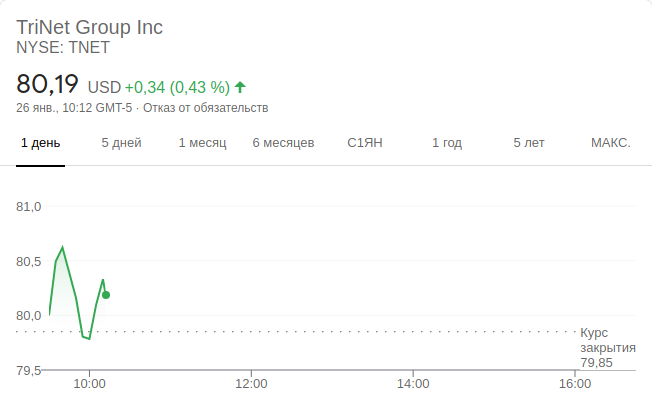 TriNet Group Inc
NYSE: TNET
80,19 USD +0,34 (0,43 %)
26 янв., 10:12 GMT-5 · Отказ от обязательств
1 день 5 дней 1 месяц 6 месяцев С1ЯН 1 год 5 лет МАКС.
81,0
80,5
80,0
Курс
закрытия
79,85
79,5
10:00 12:00 14:00 16:00